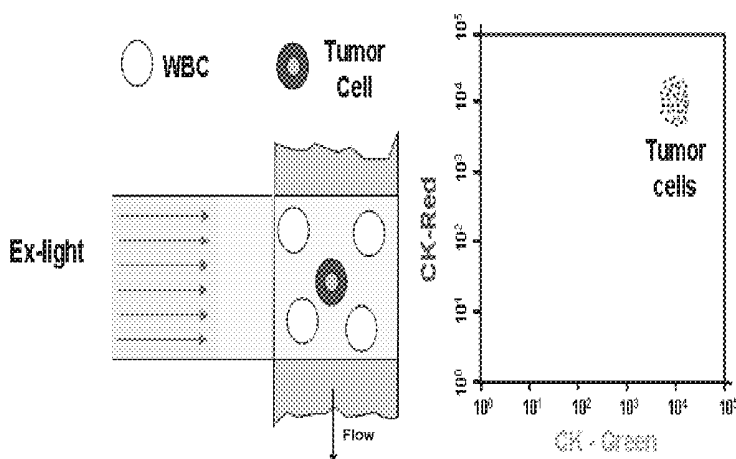 WBC
Tumor
Cell
Ex-light
Flow
CK-Red
10⁵
10⁴
10³
10²
10¹
10⁰
Tumor
cells
10⁰ 10¹ 10² 10³ 10⁴ 10⁵
CK - Green